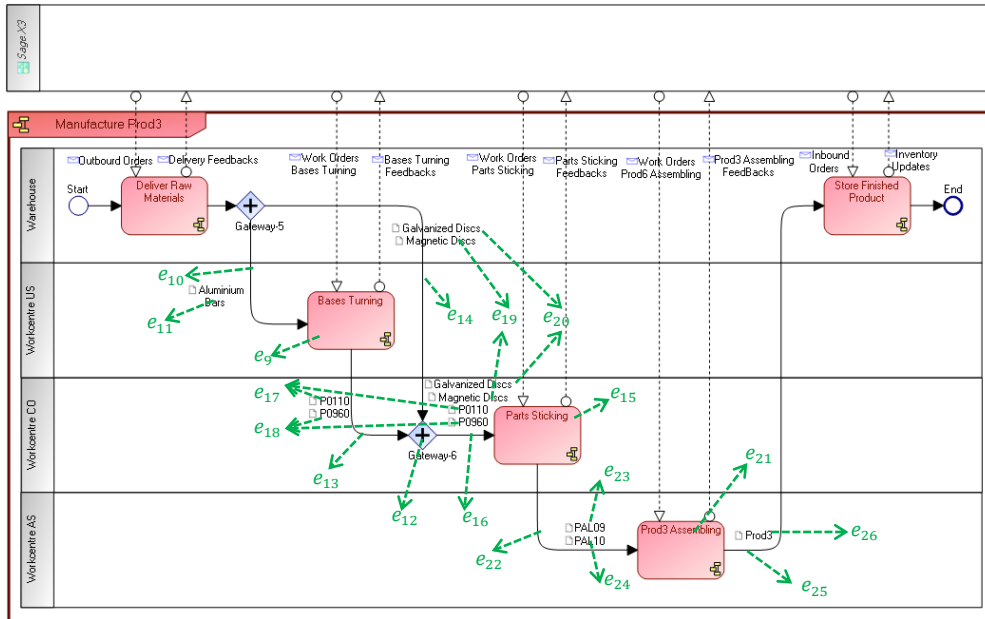 Sage X3
Manufacture Prod3
Outbound Orders
Delivery Feedbacks
Work Orders
Bases Turning
Bases Turning
Feedbacks
Work Orders
Parts Sticking
Parts Sticking
Feedbacks
Work Orders
Prod6 Assembling
Prod3 Assembling
FeedBacks
Inbound
Orders
Inventory
Updates
Warehouse
Start
Deliver Raw
Materials
Gateway-5
Galvanized Discs
Magnetic Discs
Store Finished
Product
End
Workcentre US
e10
Aluminium
Bars
e11
Bases Turning
e9
e14
e19
e20
Workcentre CO
e17
P0110
P0960
e18
e13
Galvanized Discs
Magnetic Discs
P0110
P0960
Gateway-6
Parts Sticking
e15
e12
e16
e23
e21
Workcentre AS
e22
PAL09
PAL10
e24
Prod3 Assembling
Prod3
e26
e25